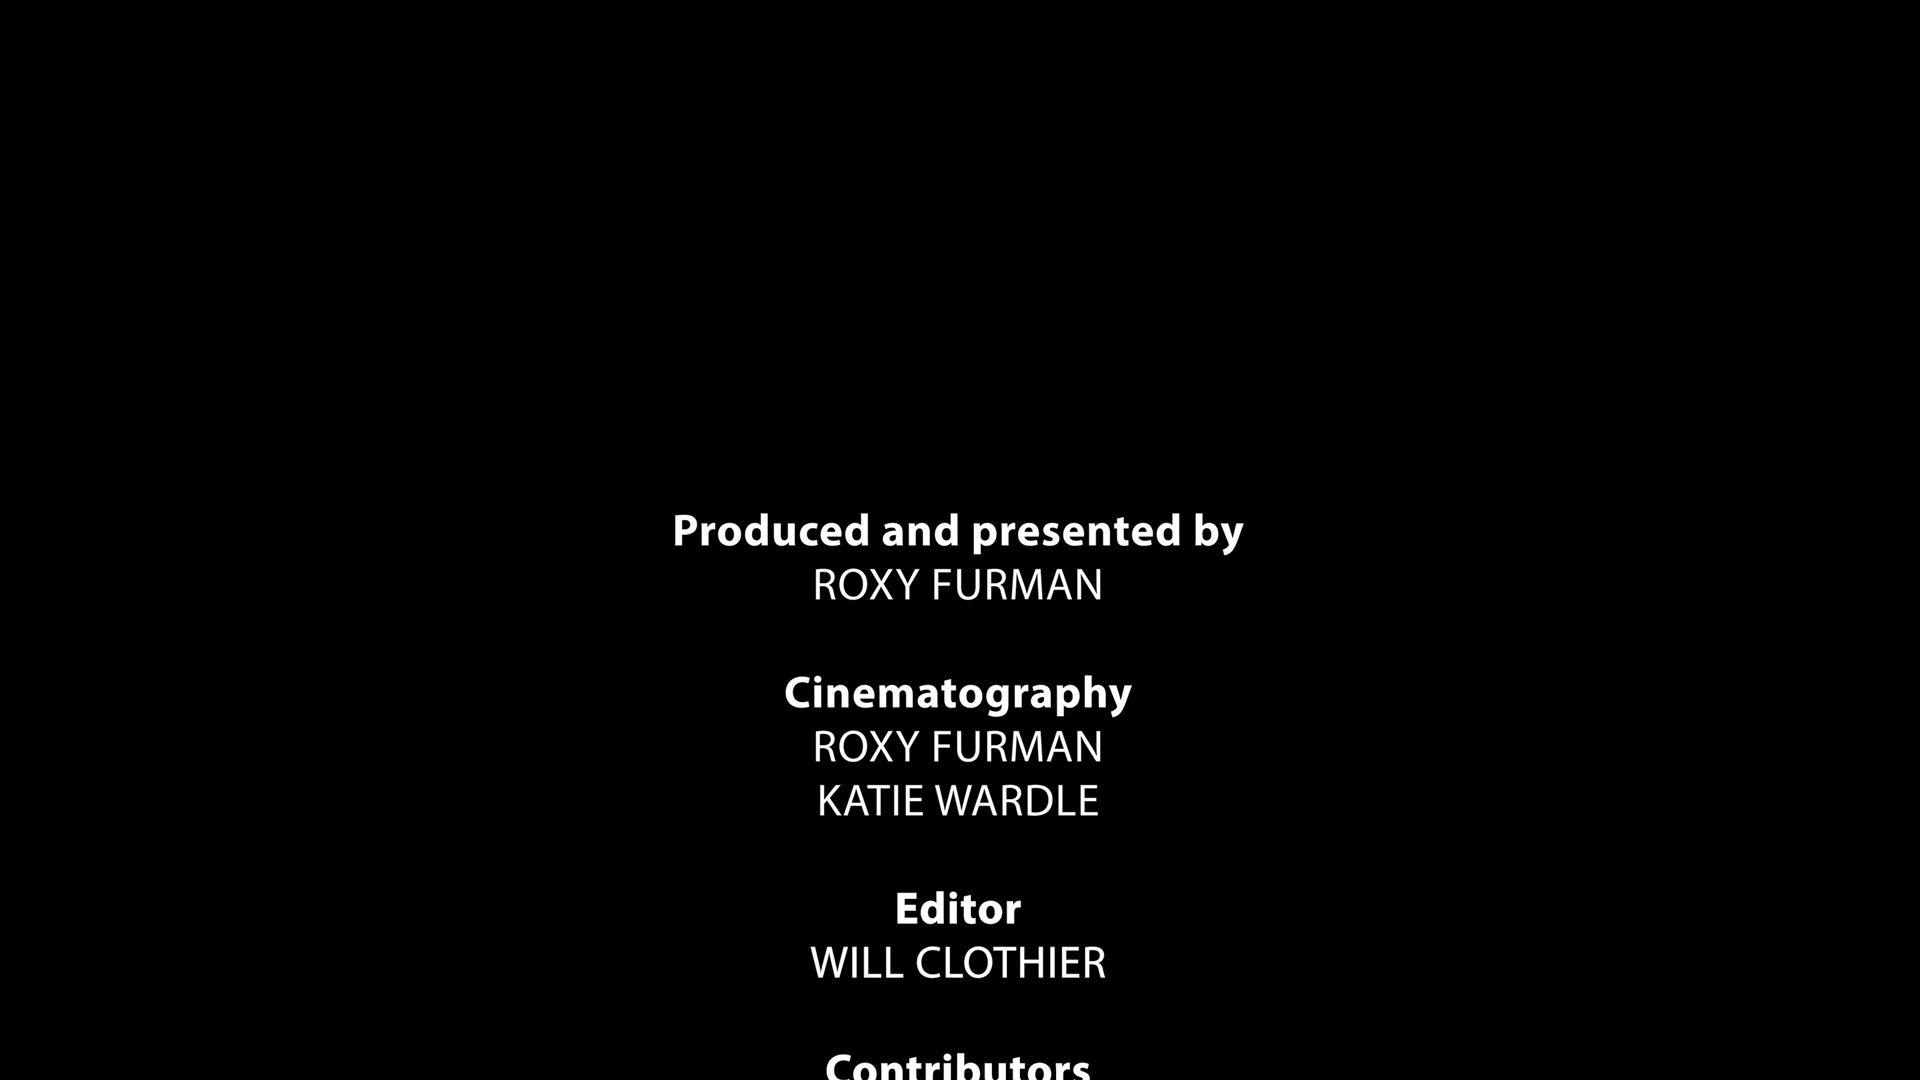 Produced and presented by
ROXY FURMAN
Cinematography
ROXY FURMAN
KATIE WARDLE
Editor
WILL CLOTHIER
Contributors